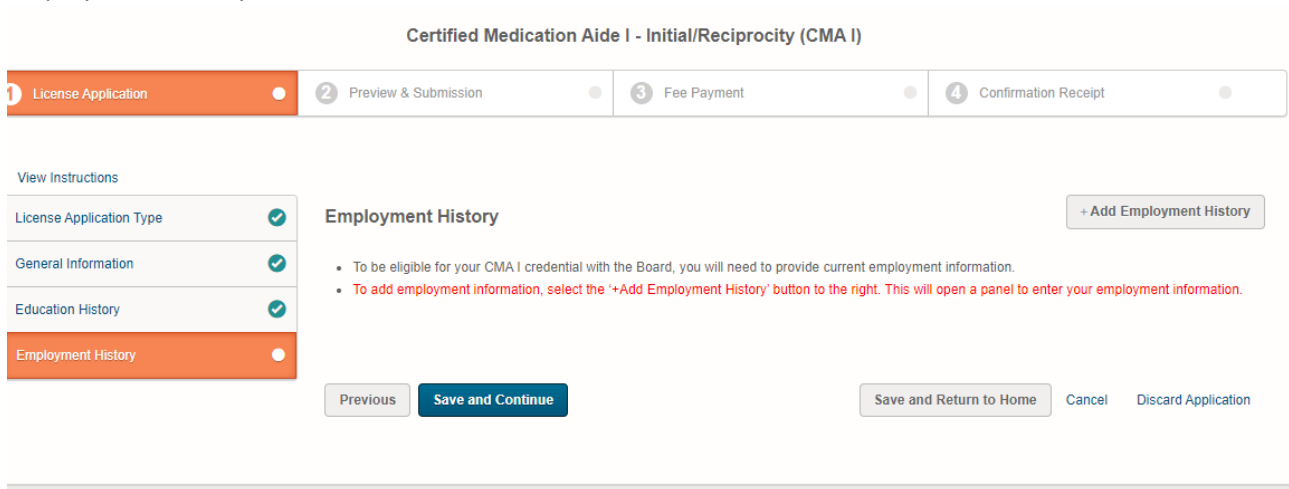 Certified Medication Aide I - Initial/Reciprocity (CMA I)
1 License Application
2 Preview & Submission
3 Fee Payment
4 Confirmation Receipt
View Instructions
License Application Type
General Information
Education History
Employment History
Employment History
+ Add Employment History
• To be eligible for your CMA I credential with the Board, you will need to provide current employment information.
• To add employment information, select the '+Add Employment History' button to the right. This will open a panel to enter your employment information.
Previous
Save and Continue
Save and Return to Home
Cancel
Discard Application